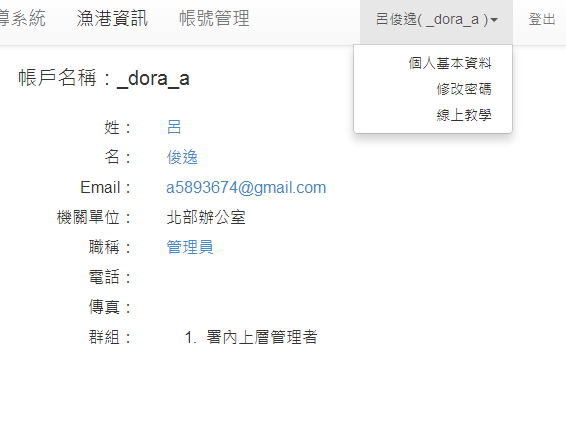 導系統 漁港資訊 帳號管理 呂俊逸( _dora_a ) 登出
個人基本資料
修改密碼
線上教學
帳戶名稱：_dora_a
姓： 呂
名： 俊逸
Email： a5893674@gmail.com
機關單位： 北部辦公室
職稱： 管理員
電話：
傳真：
群組： 1. 署內上層管理者